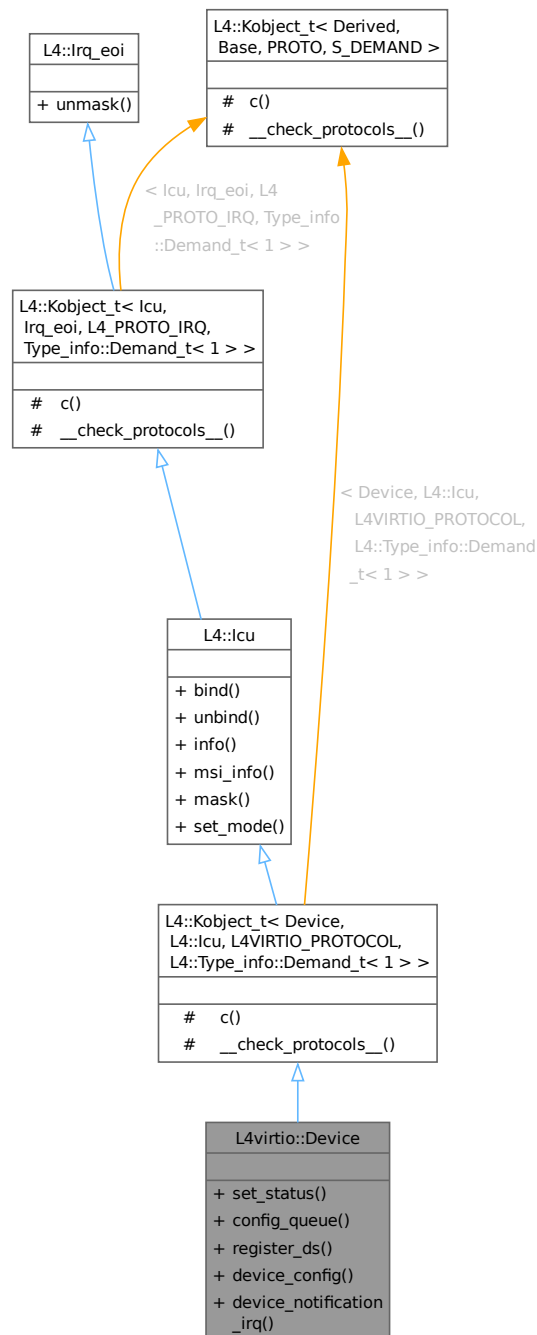 L4::Kobject_t< Derived,
Base, PROTO, S_DEMAND >
# c()
# __check_protocols__()
L4::Irq_eoi
+ unmask()
< Icu, Irq_eoi, L4
_PROTO_IRQ, Type_info
::Demand_t< 1 > >
L4::Kobject_t< Icu,
Irq_eoi, L4_PROTO_IRQ,
Type_info::Demand_t< 1 > >
# c()
# __check_protocols__()
< Device, L4::Icu,
L4VIRTIO_PROTOCOL,
L4::Type_info::Demand
_t< 1 > >
L4::Icu
+ bind()
+ unbind()
+ info()
+ msi_info()
+ mask()
+ set_mode()
L4::Kobject_t< Device,
L4::Icu, L4VIRTIO_PROTOCOL,
L4::Type_info::Demand_t< 1 > >
# c()
# __check_protocols__()
L4virtio::Device
+ set_status()
+ config_queue()
+ register_ds()
+ device_config()
+ device_notification
_irq()